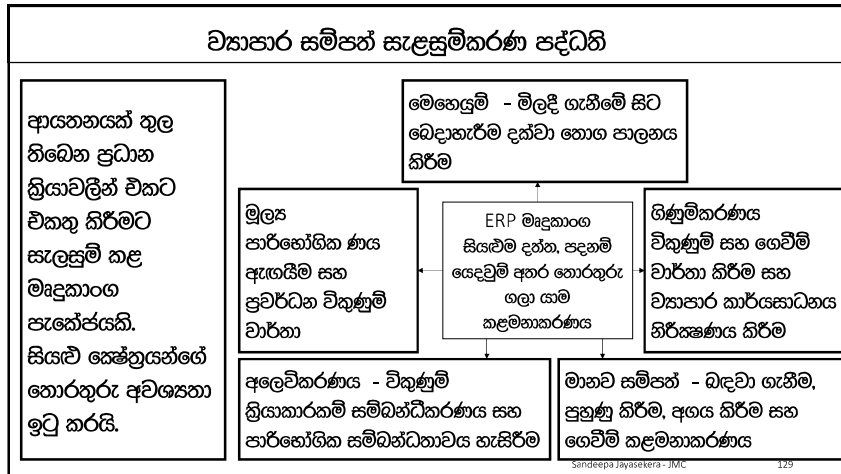 ව්‍යාපාර සම්පත් සැළසුම්කරණ පද්ධති
ආයතනයක් තුල
තිබෙන ප්‍රධාන
ක්‍රියාවලීන් එකට
එකතු කිරීමට
සැලසුම් කළ
මෘදුකාංග
පැකේජයකි.
සියළු ක්ෂේත්‍රයන්ගේ
තොරතුරු අවශ්‍යතා
ඉටු කරයි.
මෙහෙයුම් - මිලදී ගැනීමේ සිට
බෙදාහැරීම දක්වා තොග පාලනය
කිරීම
මූල්‍ය
පාරිභෝගික ණය
ඇඟයීම සහ
ප්‍රවර්ධන විකුණුම්
වාර්තා
ERP මෘදුකාංග
සියළුම දත්ත, පදනම්
යෙදවුම් අතර තොරතුරු
ගලා යාම
කළමනාකරණය
ගිණුම්කරණය
විකුණුම් සහ ගෙවීම්
වාර්තා කිරීම සහ
ව්‍යාපාර කාර්යසාධනය
නිරීක්ෂණය කිරීම
අලෙවිකරණය - විකුණුම්
ක්‍රියාකාරකම් සම්බන්ධීකරණය සහ
පාරිභෝගික සම්බන්ධතාවය හැසිරීම
මානව සම්පත් - බඳවා ගැනීම,
පුහුණු කිරීම, අගය කිරීම සහ
ගෙවීම් කළමනාකරණය
Sandeepa Jayasekera - JMC 129